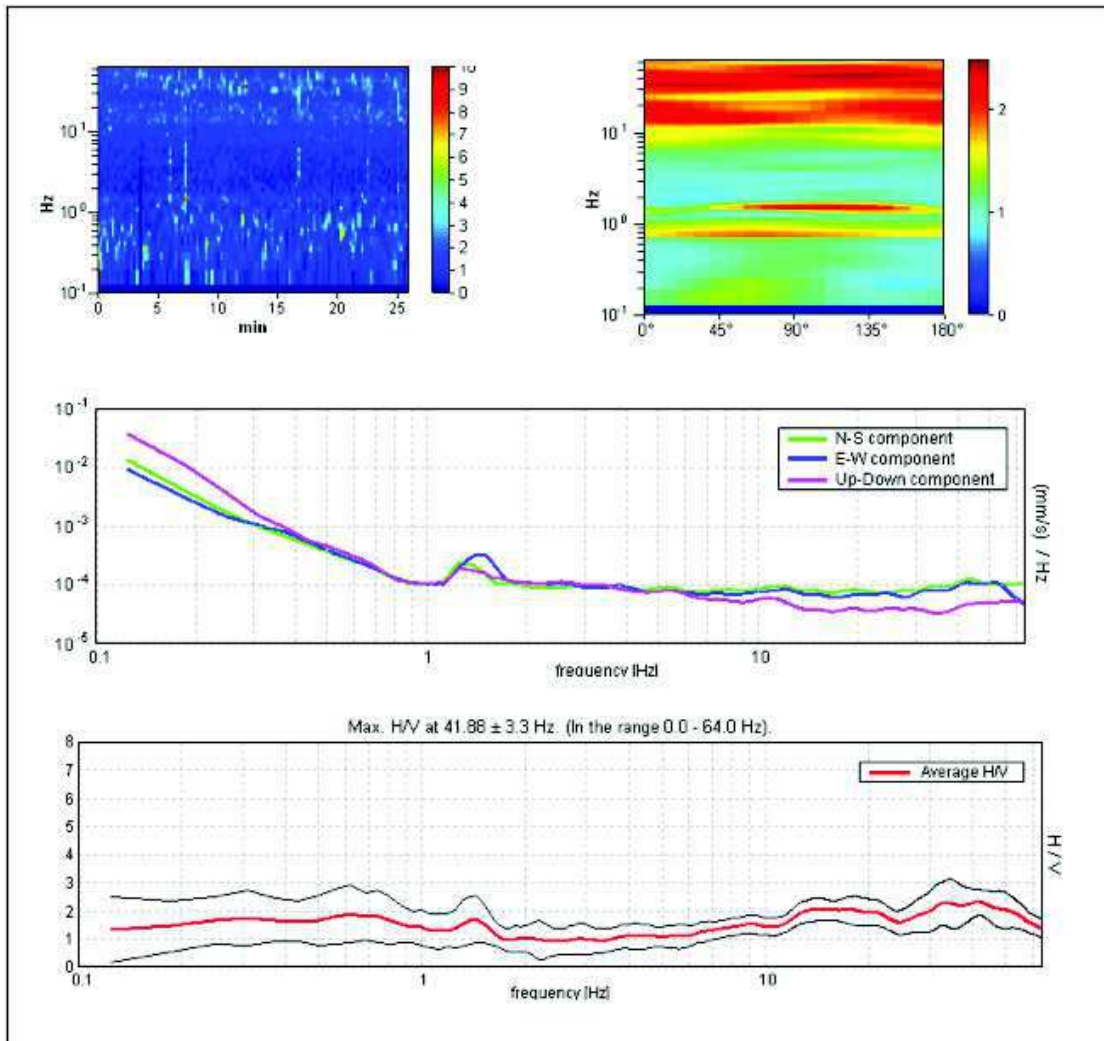 10
9
8
7
6
5
4
3
2
1
0
10¹
10⁰
10⁻¹
Hz
0 5 10 15 20 25
min
2
1
0
10¹
10⁰
10⁻¹
Hz
0° 45° 90° 135° 180°
10⁻¹
10⁻²
10⁻³
10⁻⁴
10⁻⁵
N-S component
E-W component
Up-Down component
(mm/s) / Hz
0.1 1 10
frequency [Hz]
Max. H/V at 41.88 ± 3.3 Hz. (In the range 0.0 - 64.0 Hz).
8
7
6
5
4
3
2
1
0
Average H/V
H / V
0.1 1 10
frequency [Hz]